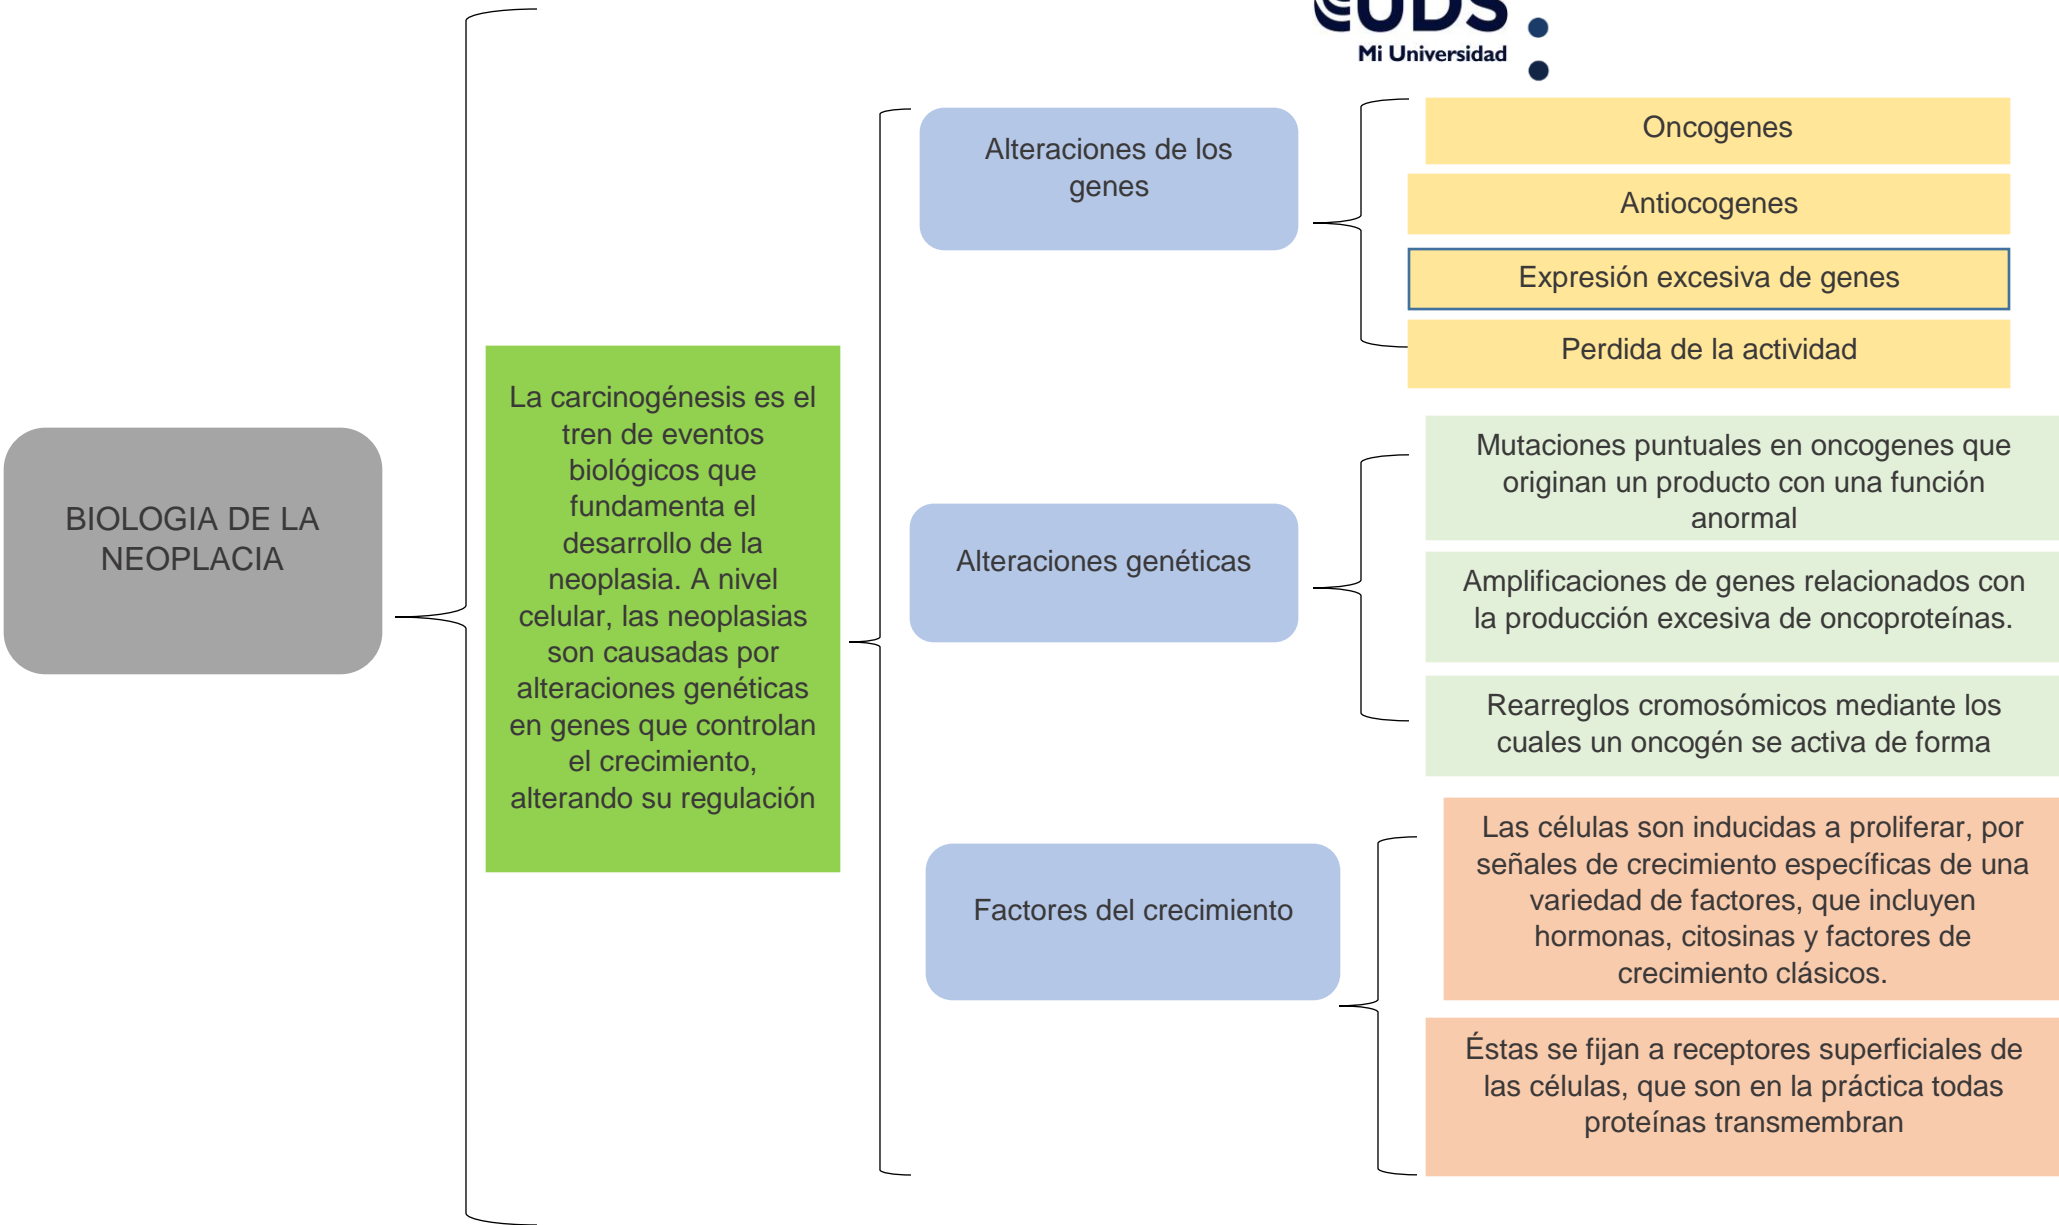 UDS
Mi Universidad
BIOLOGIA DE LA
NEOPLACIA
La carcinogénesis es el
tren de eventos
biológicos que
fundamenta el
desarrollo de la
neoplasia. A nivel
celular, las neoplasias
son causadas por
alteraciones genéticas
en genes que controlan
el crecimiento,
alterando su regulación
Alteraciones de los
genes
Oncogenes
Antiocogenes
Expresión excesiva de genes
Perdida de la actividad
Alteraciones genéticas
Mutaciones puntuales en oncogenes que
originan un producto con una función
anormal
Amplificaciones de genes relacionados con
la producción excesiva de oncoproteínas.
Rearreglos cromosómicos mediante los
cuales un oncogén se activa de forma
Factores del crecimiento
Las células son inducidas a proliferar, por
señales de crecimiento específicas de una
variedad de factores, que incluyen
hormonas, citosinas y factores de
crecimiento clásicos.
Éstas se fijan a receptores superficiales de
las células, que son en la práctica todas
proteínas transmembran